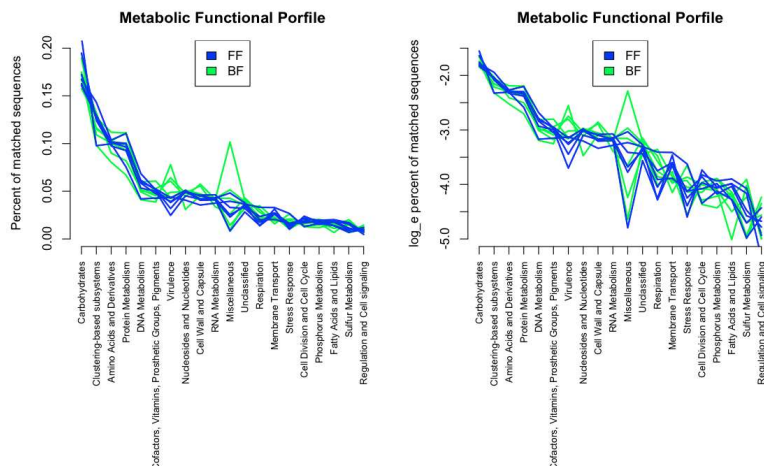 Metabolic Functional Porfile
Percent of matched sequences
0.20
0.15
0.10
0.05
0.00
FF
BF
Carbohydrates
Clustering-based subsystems
Amino Acids and Derivatives
Protein Metabolism
DNA Metabolism
Cofactors, Vitamins, Prosthetic Groups, Pigments
Virulence
Nucleosides and Nucleotides
Cell Wall and Capsule
RNA Metabolism
Miscellaneous
Unclassified
Respiration
Membrane Transport
Stress Response
Cell Division and Cell Cycle
Phosphorus Metabolism
Fatty Acids and Lipids
Sulfur Metabolism
Regulation and Cell signaling
Metabolic Functional Porfile
log_e percent of matched sequences
-2.0
-3.0
-4.0
-5.0
FF
BF
Carbohydrates
Clustering-based subsystems
Amino Acids and Derivatives
Protein Metabolism
DNA Metabolism
Cofactors, Vitamins, Prosthetic Groups, Pigments
Virulence
Nucleosides and Nucleotides
Cell Wall and Capsule
RNA Metabolism
Miscellaneous
Unclassified
Respiration
Membrane Transport
Stress Response
Cell Division and Cell Cycle
Phosphorus Metabolism
Fatty Acids and Lipids
Sulfur Metabolism
Regulation and Cell signaling